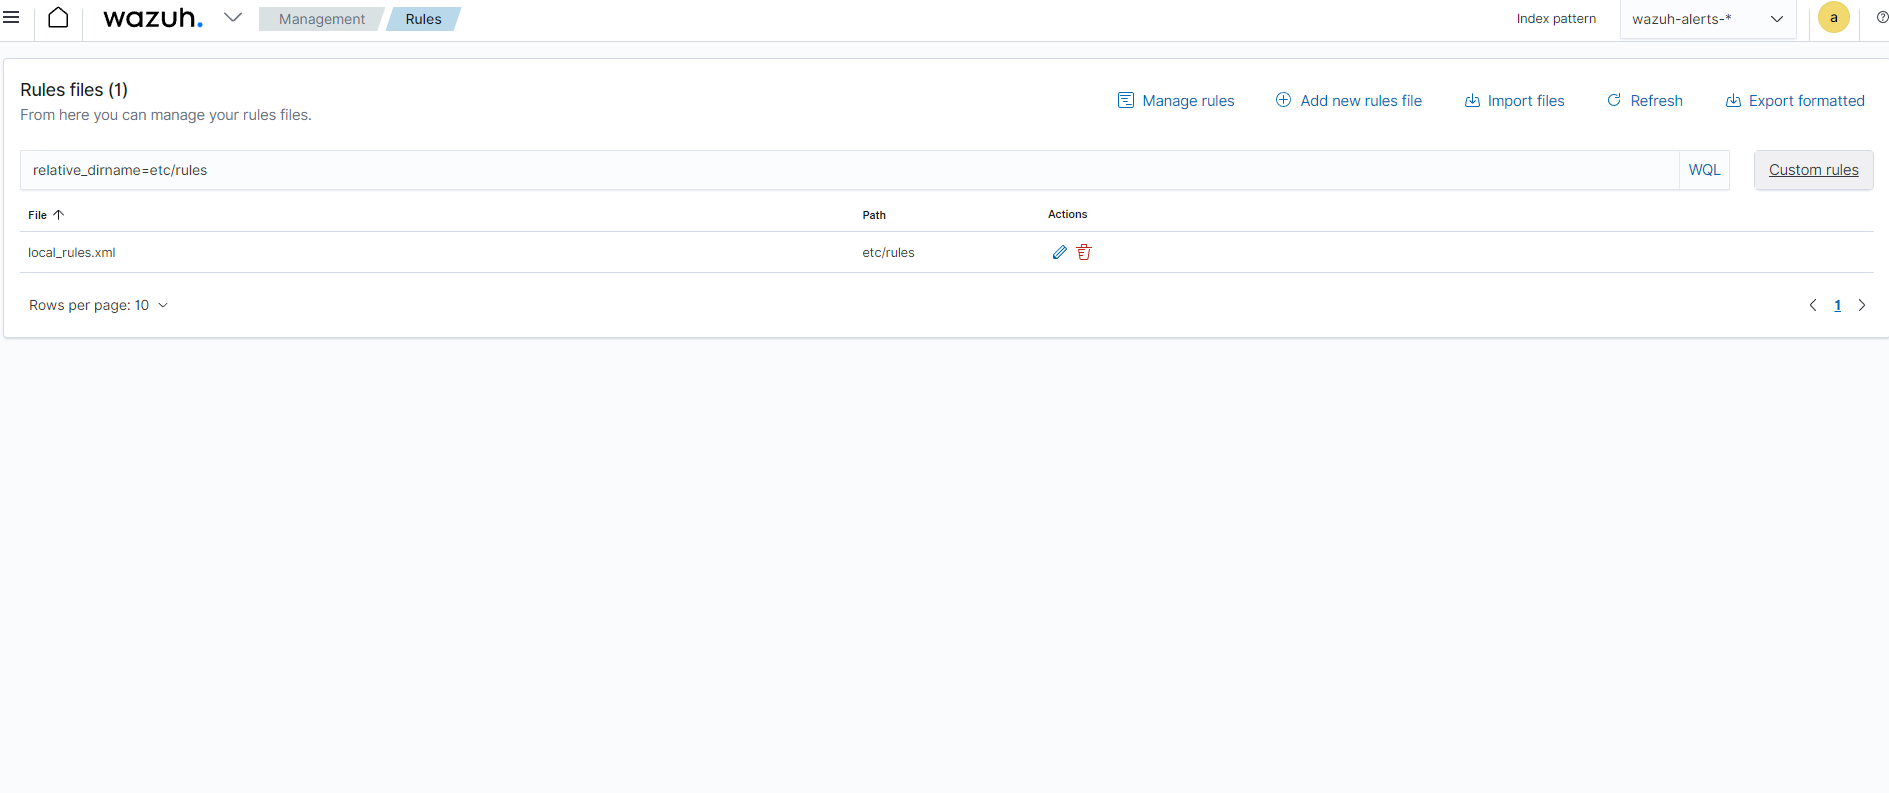 wazuh. Management Rules Index pattern wazuh-alerts-* a
Rules files (1)
From here you can manage your rules files.
Manage rules Add new rules file Import files Refresh Export formatted
relative_dirname=etc/rules WQL Custom rules
File Path Actions
local_rules.xml etc/rules
Rows per page: 10 1